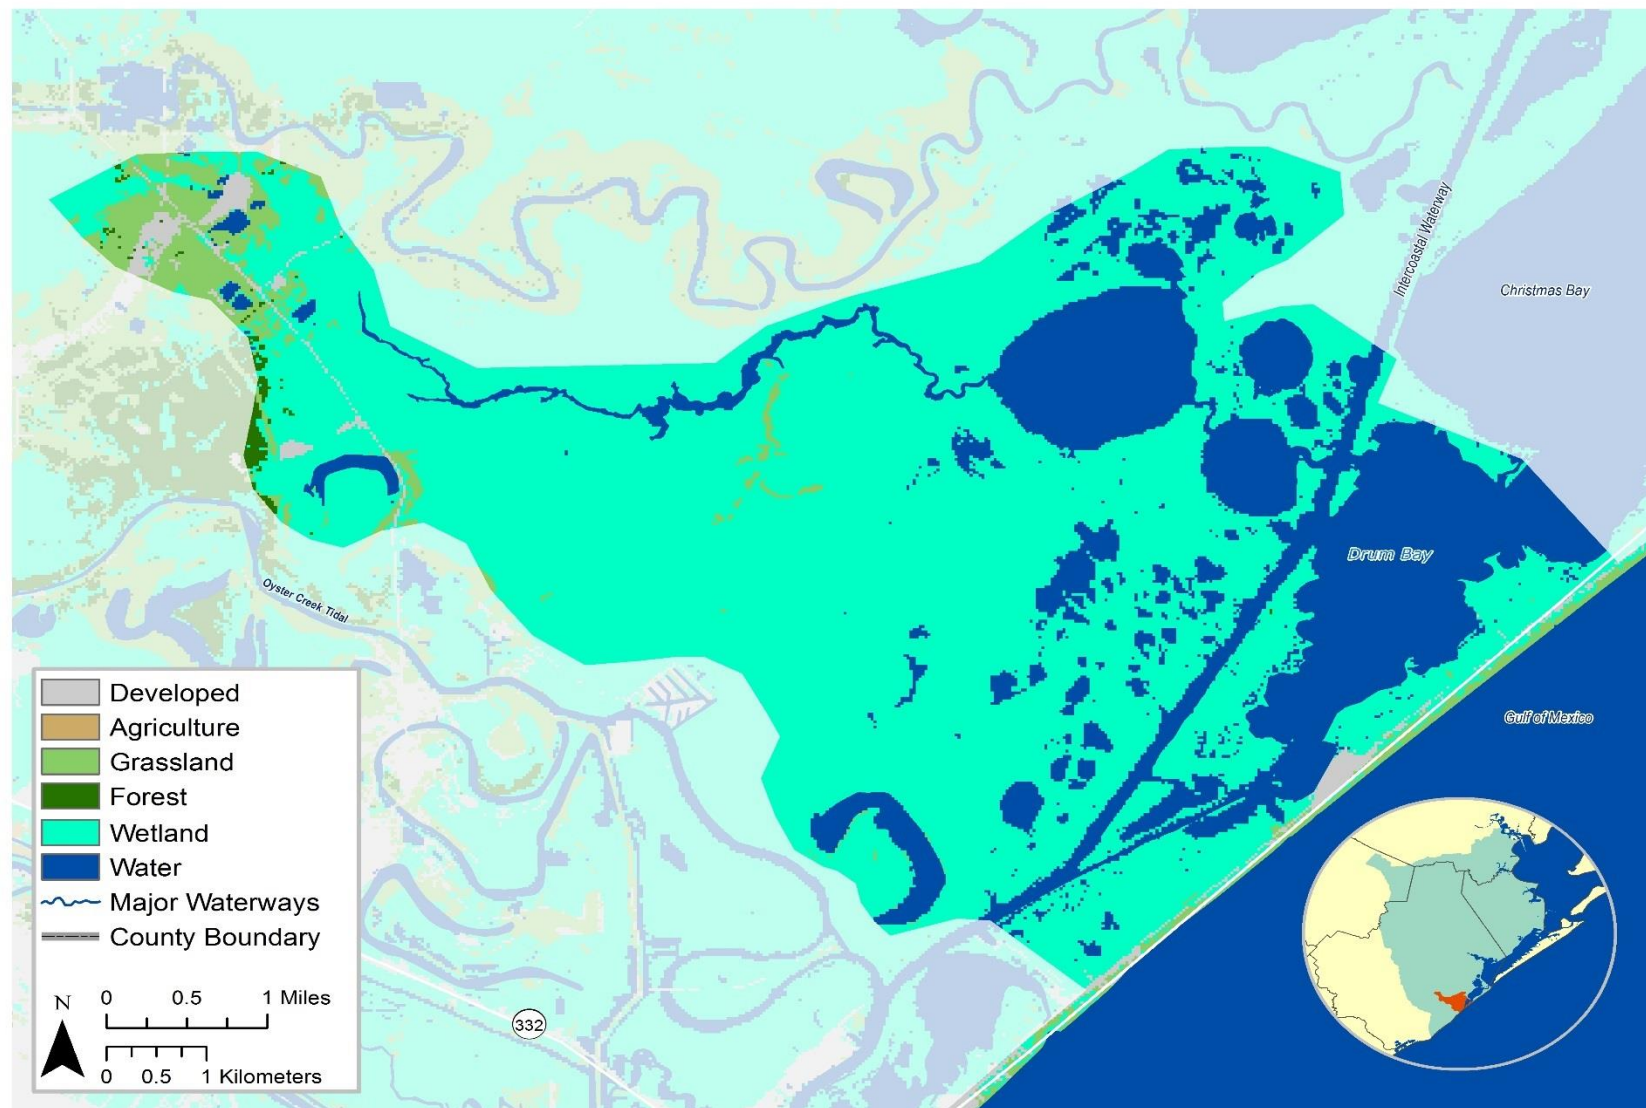 Intercoastal Waterway
Christmas Bay
Drum Bay
Oyster Creek Tidal
Gulf of Mexico
Developed
Agriculture
Grassland
Forest
Wetland
Water
Major Waterways
County Boundary
N
0 0.5 1 Miles
0 0.5 1 Kilometers
332